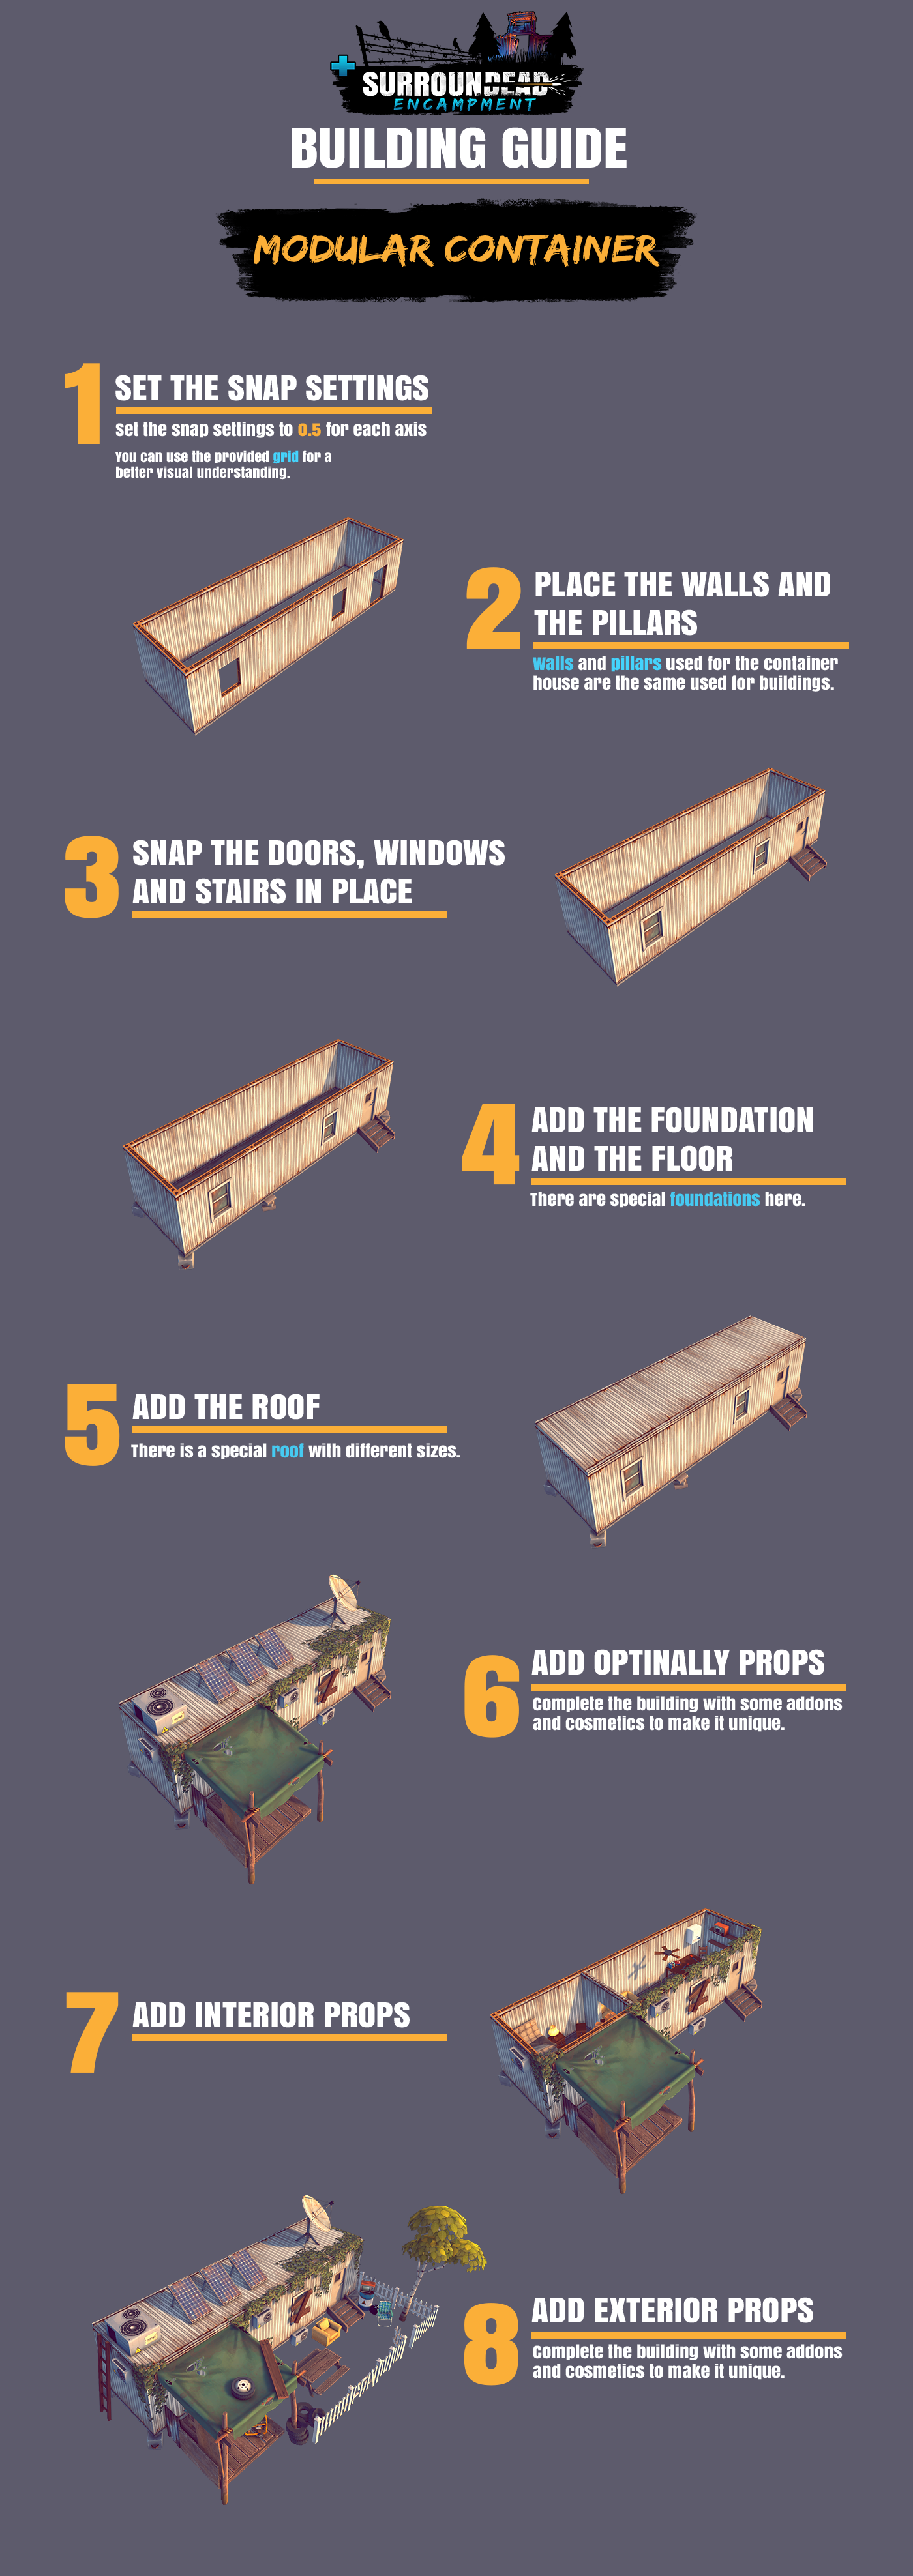 SURROUNDEAD
ENCAMPMENT
BUILDING GUIDE
MODULAR CONTAINER
1
SET THE SNAP SETTINGS
Set the snap settings to 0.5 for each axis
You can use the provided grid for a
better visual understanding.
2
PLACE THE WALLS AND
THE PILLARS
Walls and pillars used for the container
house are the same used for buildings.
3
SNAP THE DOORS, WINDOWS
AND STAIRS IN PLACE
4
ADD THE FOUNDATION
AND THE FLOOR
There are special foundations here.
5
ADD THE ROOF
There is a special roof with different sizes.
6
ADD OPTINALLY PROPS
Complete the building with some addons
and cosmetics to make it unique.
7
ADD INTERIOR PROPS
8
ADD EXTERIOR PROPS
Complete the building with some addons
and cosmetics to make it unique.